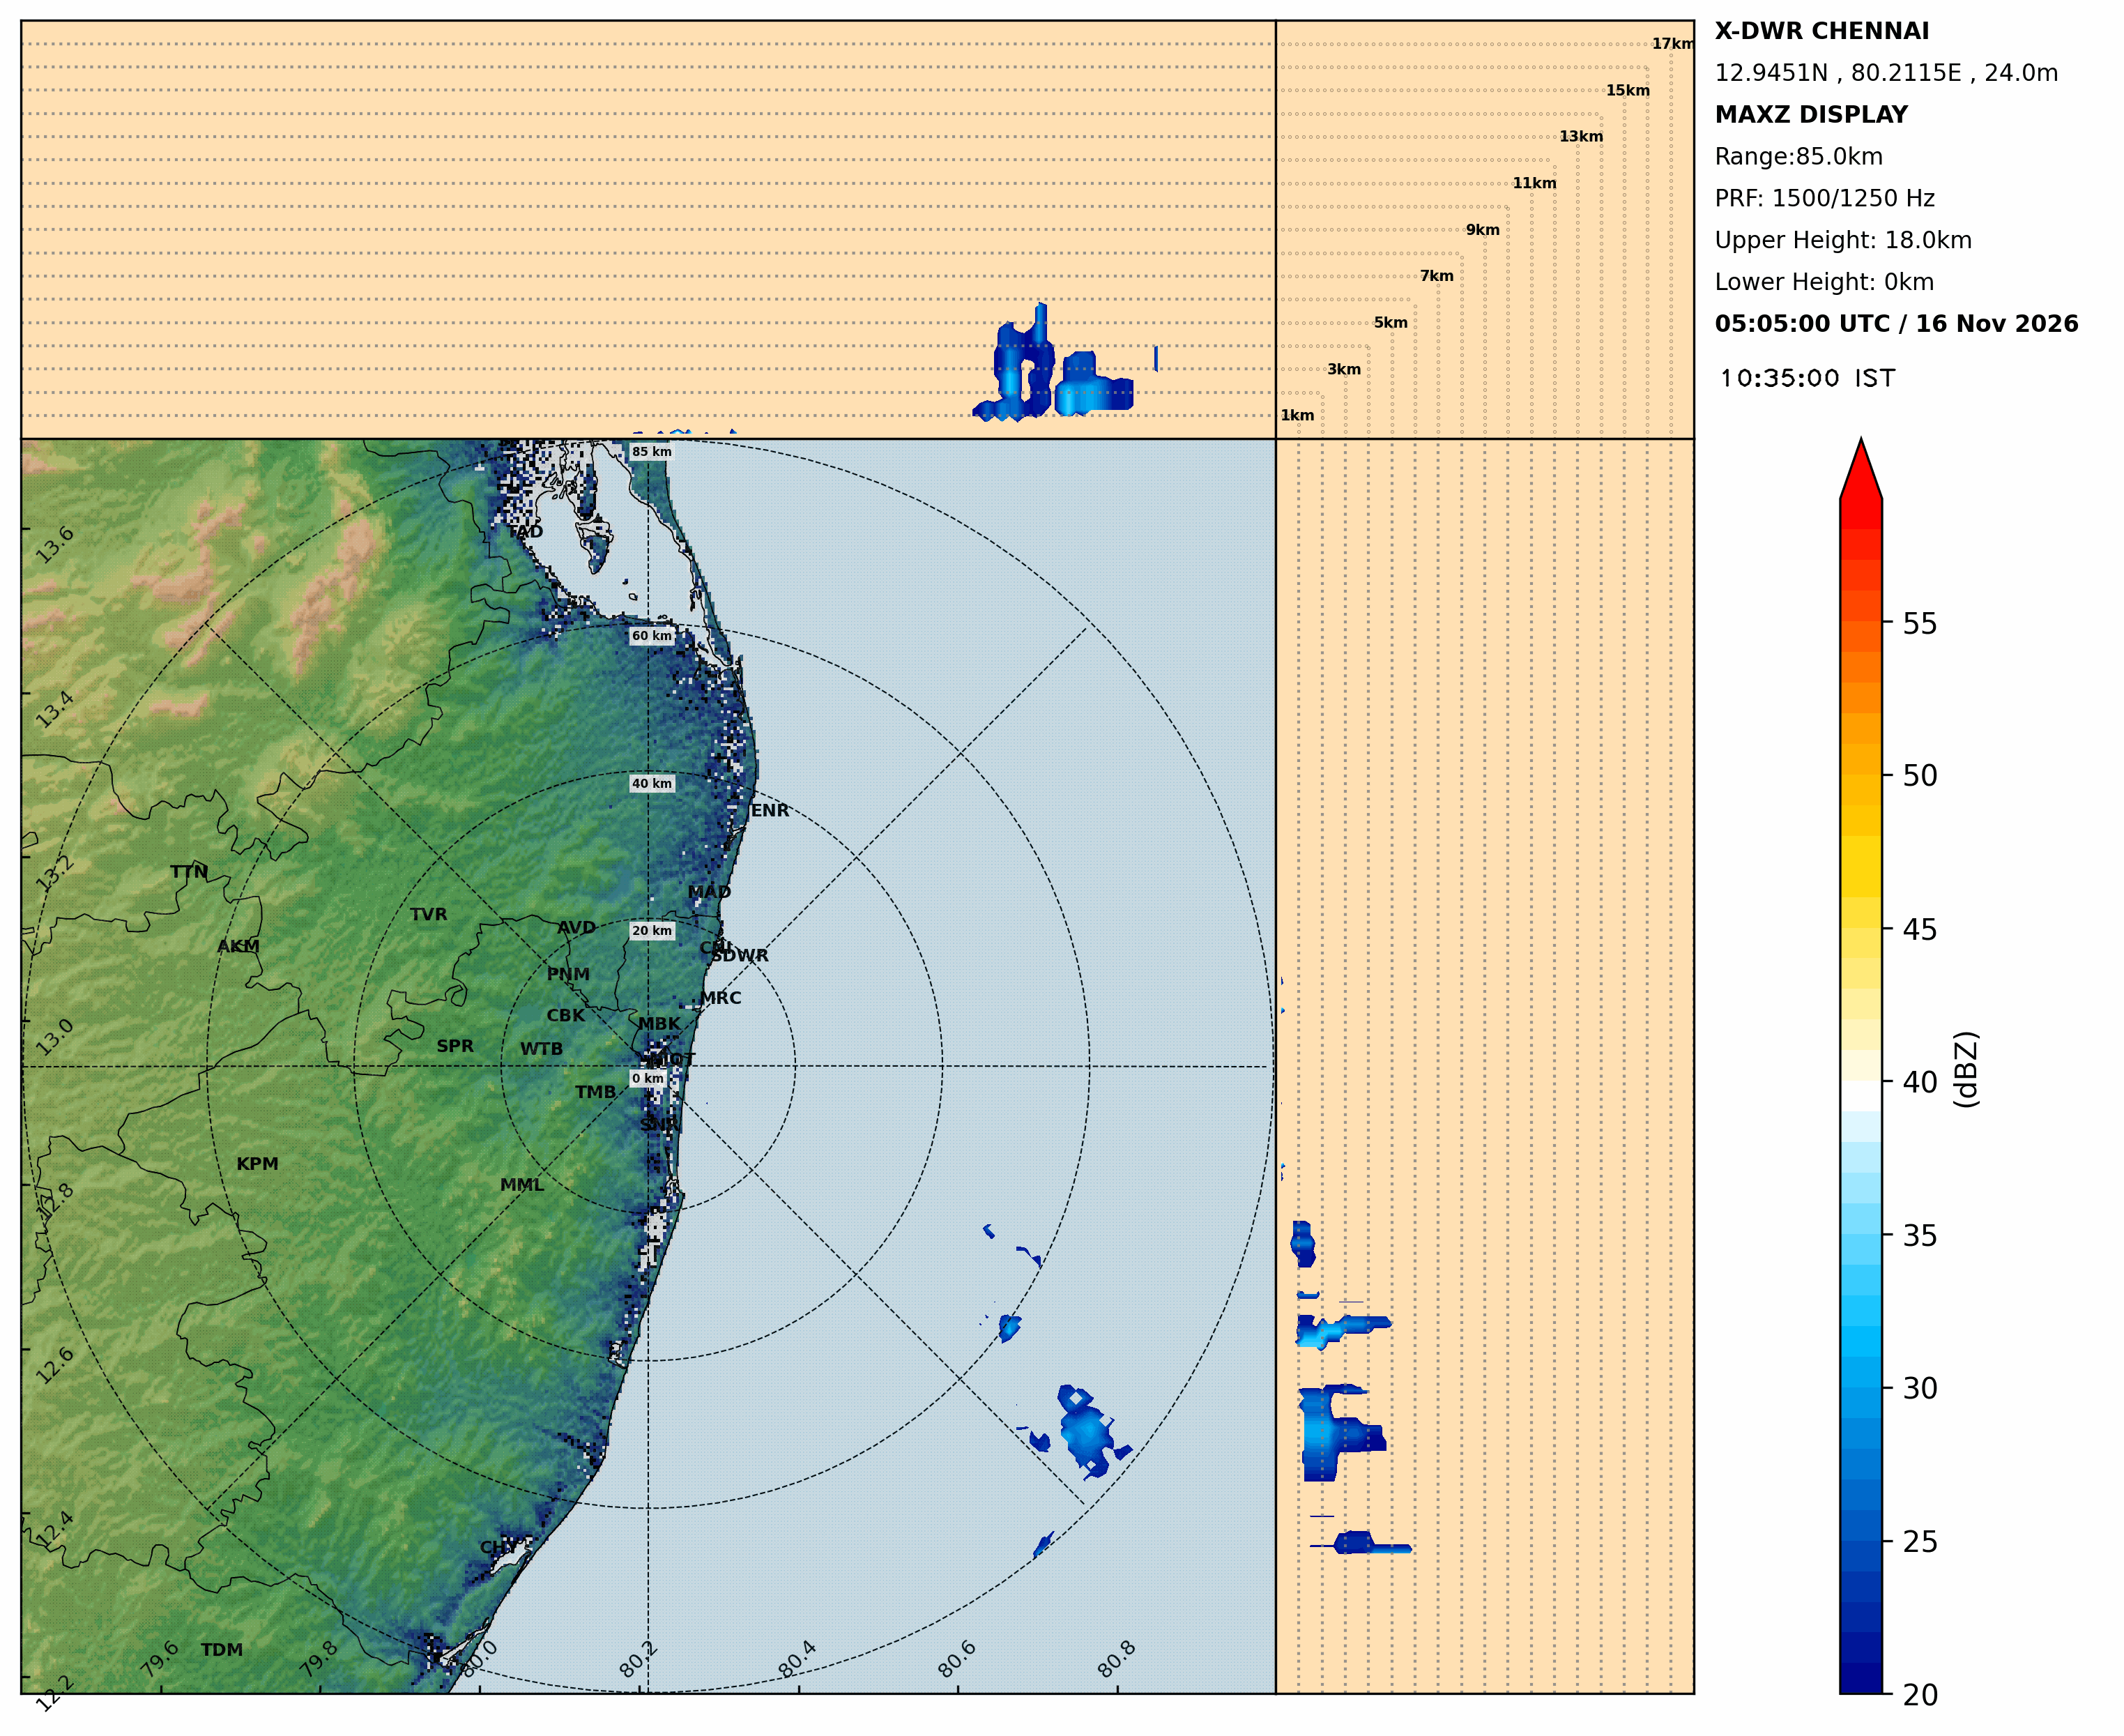 X-DWR CHENNAI
12.9451N , 80.2115E , 24.0m
MAXZ DISPLAY
Range:85.0km
PRF: 1500/1250 Hz
Upper Height: 18.0km
Lower Height: 0km
05:05:00 UTC / 16 Nov 2026
10:35:00 IST
17km
15km
13km
11km
9km
7km
5km
3km
1km
85 km
60 km
40 km
20 km
0 km
TAD
ENR
TTN
MAD
TVR
AVD
AKM
SDWR
PNM
MRC
CBK
MBK
SPR
WTB
TMB
SNR
KPM
MML
CHY
TDM
13.6
13.4
13.2
13.0
12.8
12.6
12.4
12.2
79.6
79.8
80.0
80.2
80.4
80.6
80.8
55
50
45
40
35
30
25
20
(dBZ)